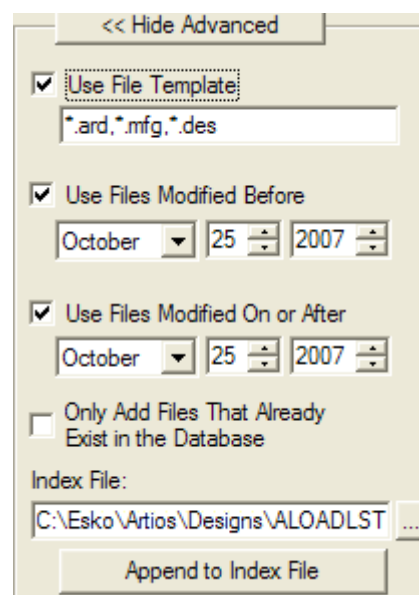 << Hide Advanced
Use File Template
*.ard,*.mfg,*.des
Use Files Modified Before
October 25 2007
Use Files Modified On or After
October 25 2007
Only Add Files That Already
Exist in the Database
Index File:
C:\Esko\Artios\Designs\ALOADLST ...
Append to Index File